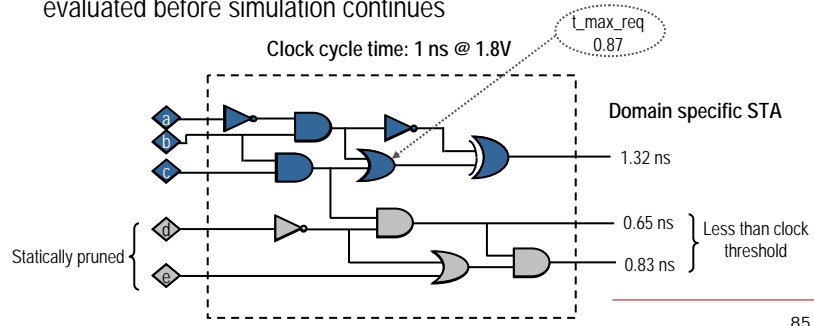 evaluated before simulation continues
t_max_req
0.87
Clock cycle time: 1 ns @ 1.8V
Domain specific STA
a
b
c
d
e
1.32 ns
0.65 ns
0.83 ns
Less than clock
threshold
Statically pruned
85